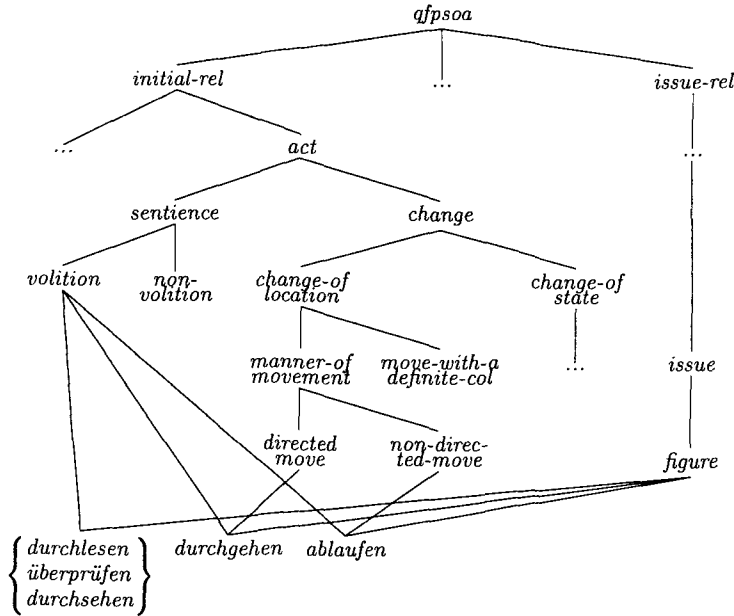 qfpsoa
initial-rel ... issue-rel
... act ...
sentience change
volition non-volition change-of location change-of state
manner-of movement move-with-a definite-col ... issue
directed move non-direc-ted-move figure
durchlesen durchgehen ablaufen
überprüfen
durchsehen